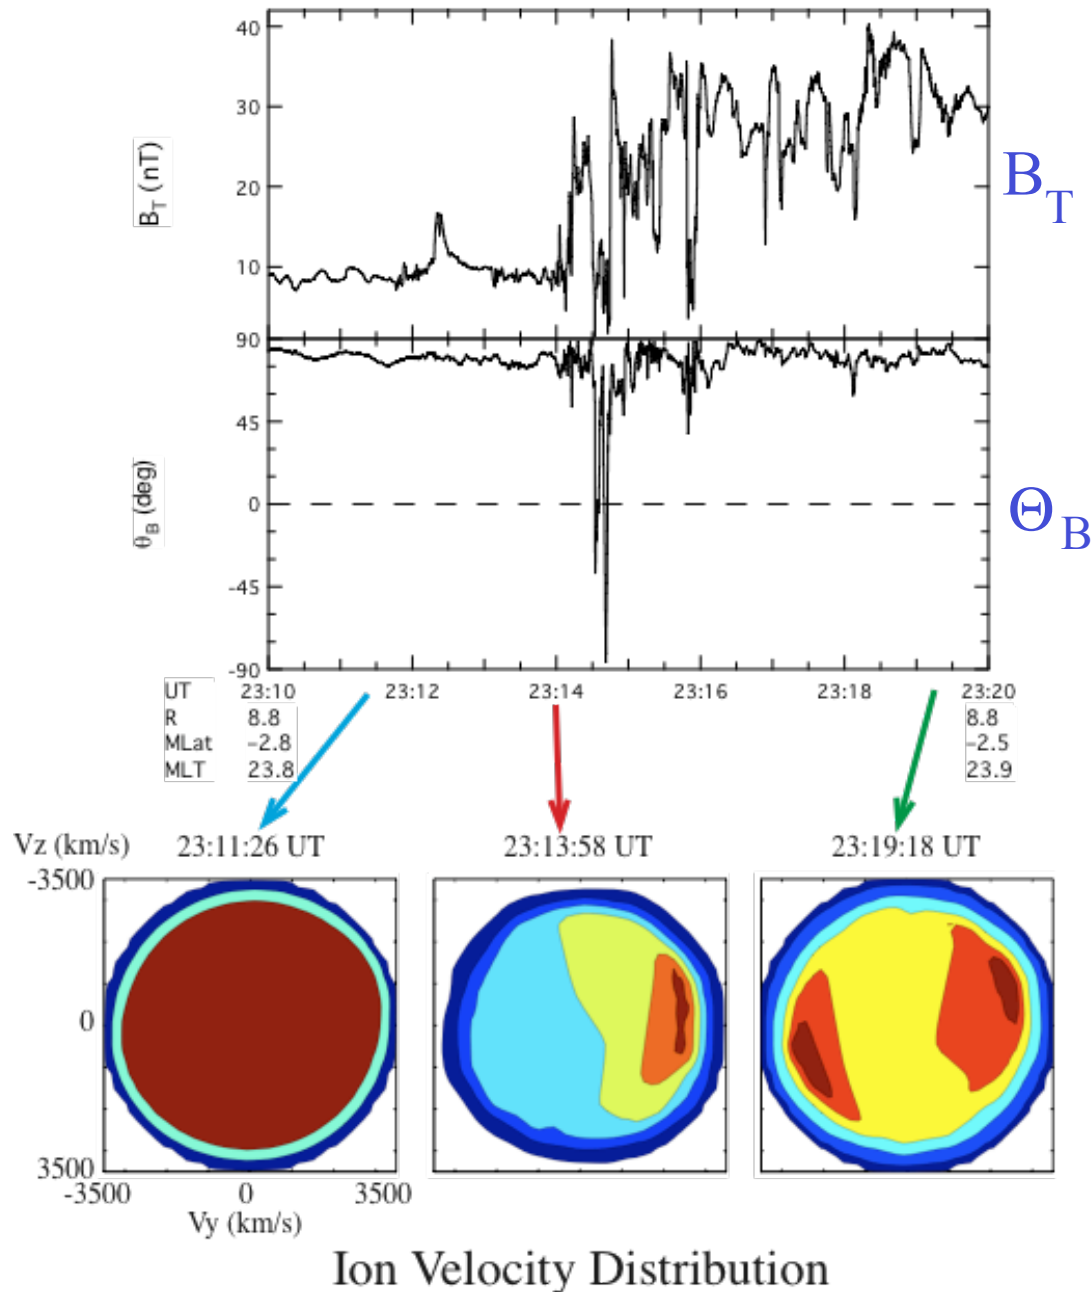 40
30
20
10
B_T (nT)
B_T
90
45
0
-45
-90
θ_B (deg)
Θ_B
UT 23:10 23:12 23:14 23:16 23:18 23:20
R 8.8 8.8
MLat −2.8 −2.5
MLT 23.8 23.9
Vz (km/s) 23:11:26 UT 23:13:58 UT 23:19:18 UT
-3500
0
3500
-3500 0 3500
Vy (km/s)
Ion Velocity Distribution